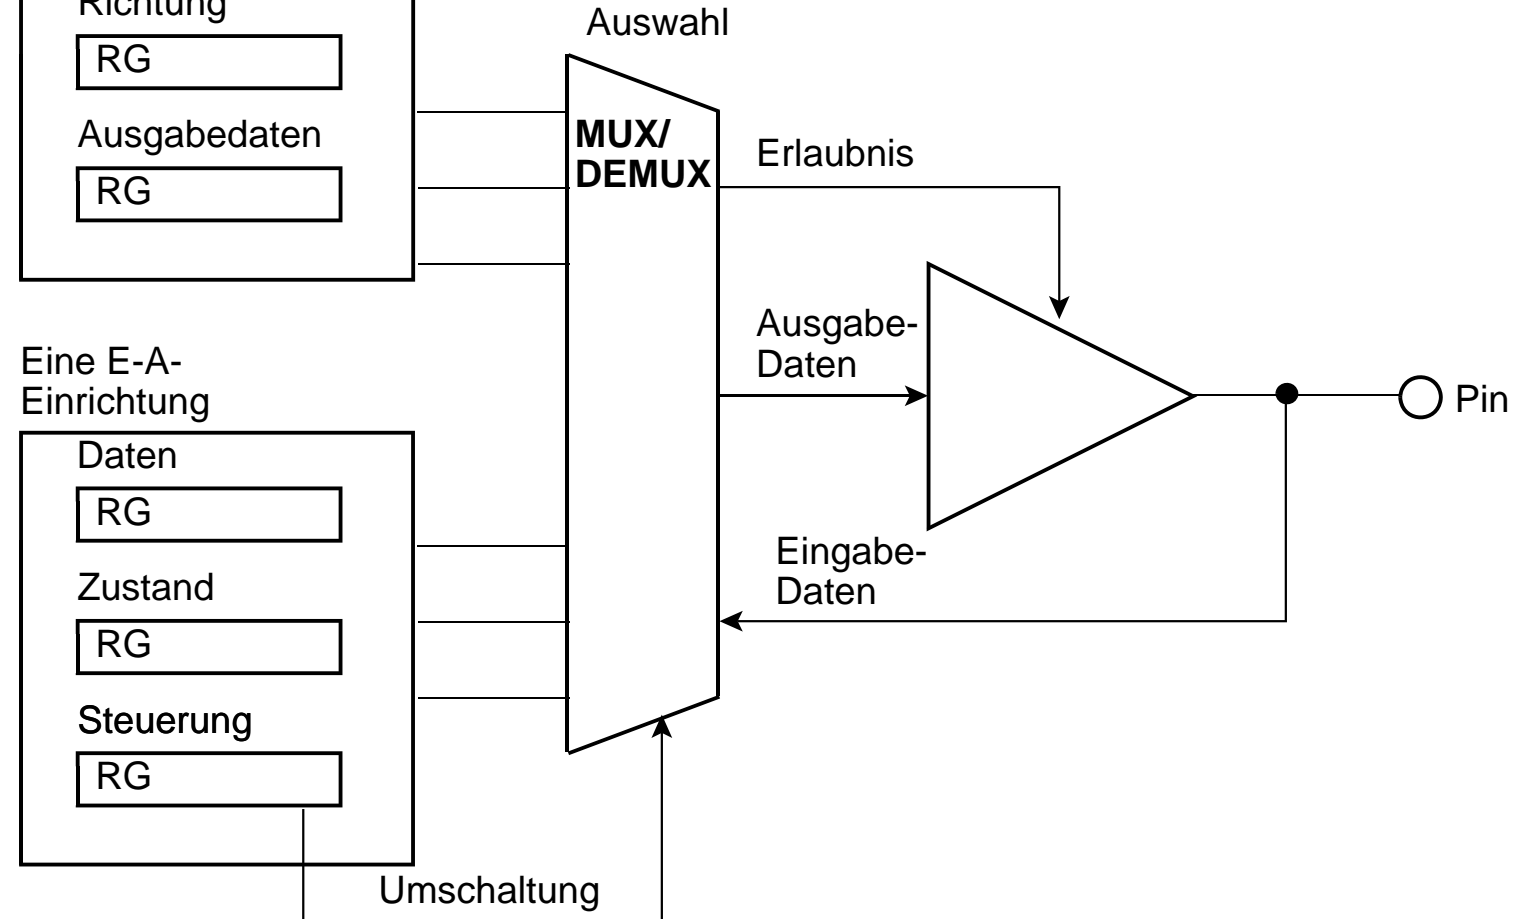 Richtung
RG
Ausgabedaten
RG
Eine E-A-
Einrichtung
Daten
RG
Zustand
RG
Steuerung
RG
Umschaltung
Auswahl
MUX/
DEMUX
Erlaubnis
Ausgabe-
Daten
Eingabe-
Daten
Pin